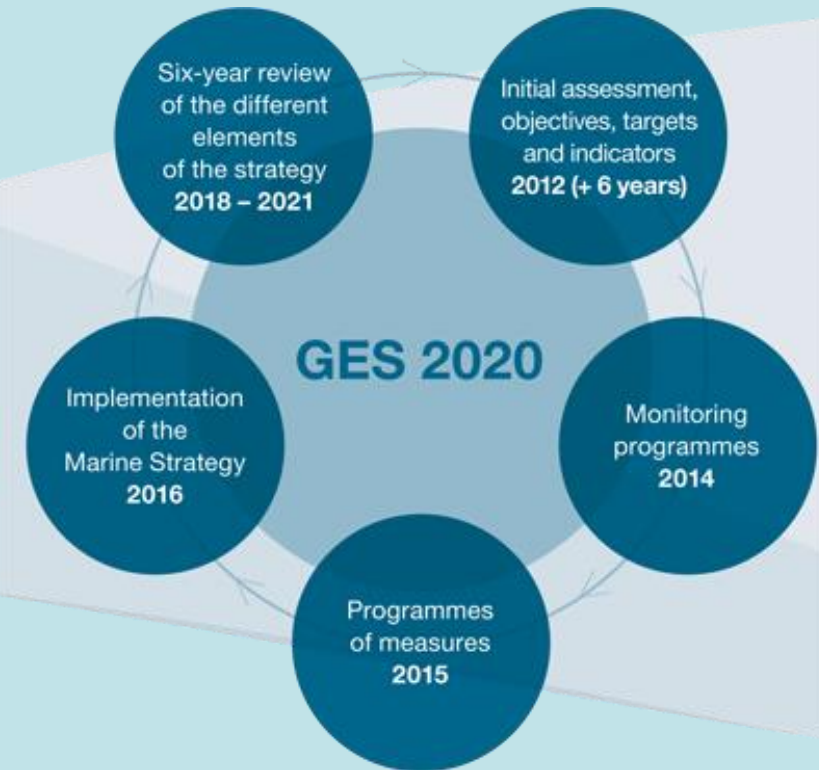 Six-year review
of the different
elements
of the strategy
2018 – 2021
Initial assessment,
objectives, targets
and indicators
2012 (+ 6 years)
GES 2020
Implementation
of the
Marine Strategy
2016
Monitoring
programmes
2014
Programmes
of measures
2015